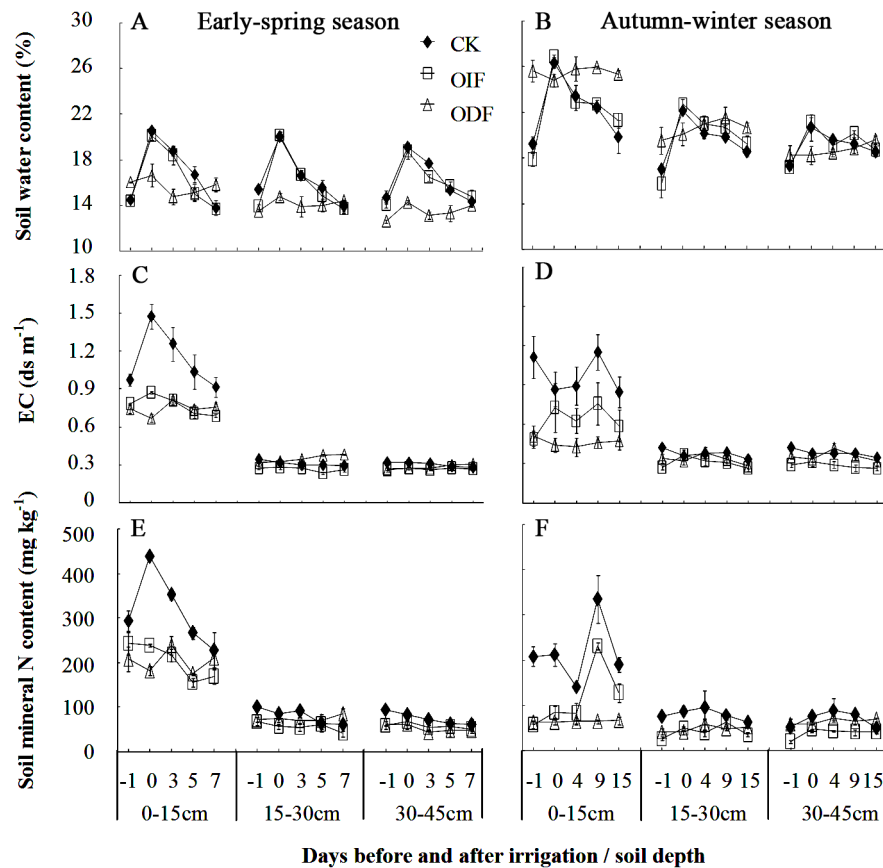 A Early-spring season
B Autumn-winter season
CK
OIF
ODF
Soil water content (%)
30
26
22
18
14
10
C
D
EC (ds m-1)
1.8
1.5
1.2
0.9
0.6
0.3
0
E
F
Soil mineral N content (mg kg-1)
500
400
300
200
100
0
-1 0 3 5 7 -1 0 3 5 7 -1 0 3 5 7 -1 0 4 9 15 -1 0 4 9 15 -1 0 4 9 15
0-15cm 15-30cm 30-45cm 0-15cm 15-30cm 30-45cm
Days before and after irrigation / soil depth